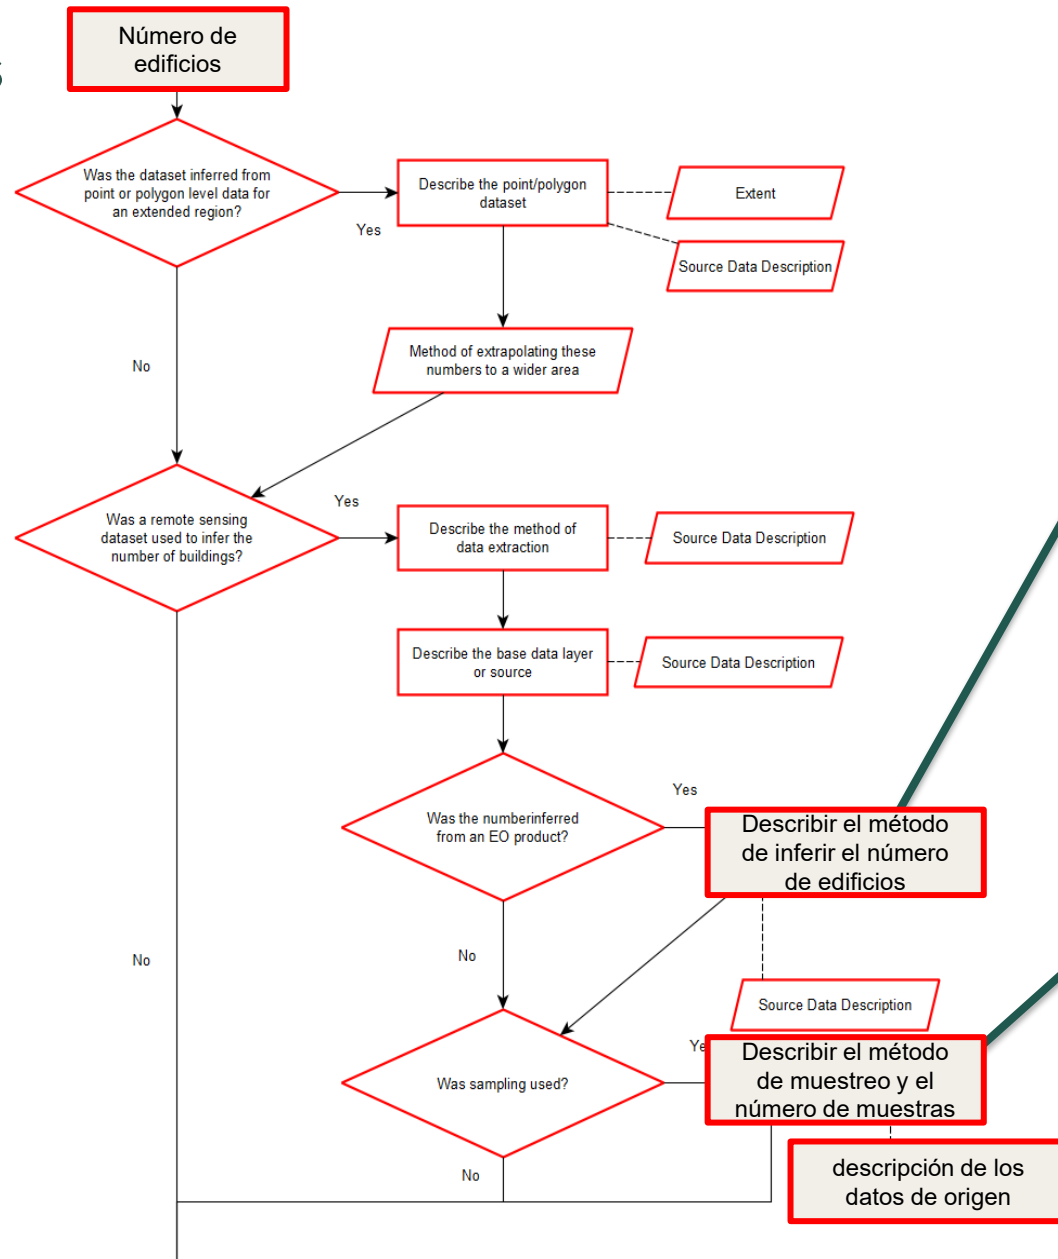 Número de
edificios
s
Was the dataset inferred from
point or polygon level data for
an extended region?
Yes
Describe the point/polygon
dataset
Extent
Source Data Description
No
Method of extrapolating these
numbers to a wider area
Was a remote sensing
dataset used to infer the
number of buildings?
Yes
Describe the method of
data extraction
Source Data Description
Describe the base data layer
or source
Source Data Description
Was the numberinferred
from an EO product?
Yes
Describir el método
de inferir el número
de edificios
No
No
Source Data Description
Was sampling used?
Ye
Describir el método
de muestreo y el
número de muestras
No
descripción de los
datos de origen